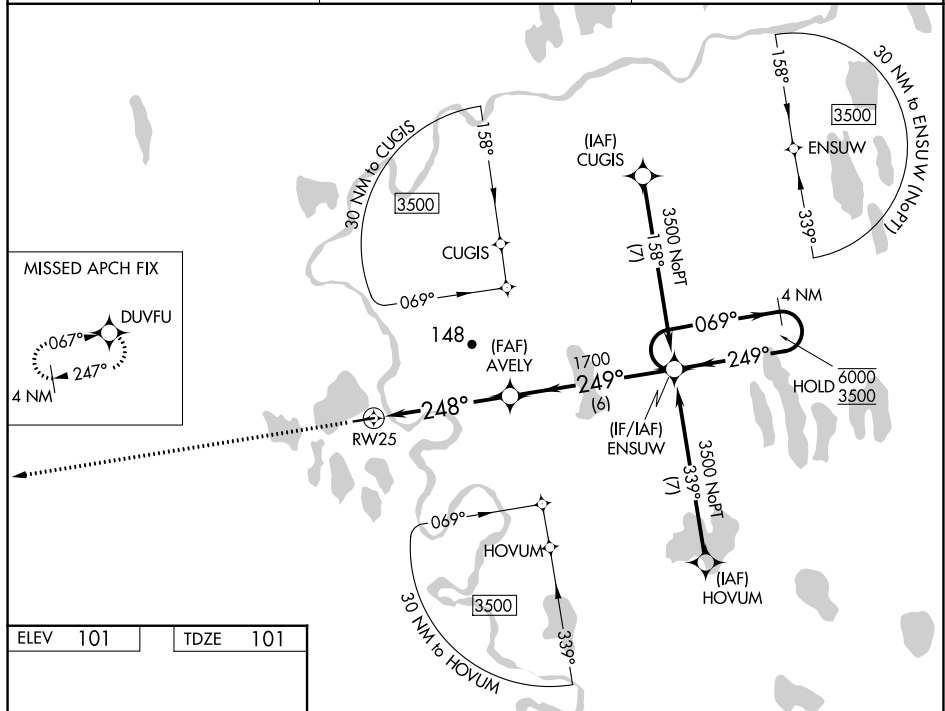 30 NM to CUGIS
158°
3500
CUGIS
069°
(IAF)
CUGIS
3500 NoPT
158°
(7)
158°
3500
ENSUW
339°
30 NM to ENSUW (NoPT)
MISSED APCH FIX
DUVFU
067°
247°
4 NM
148
(FAF)
AVELY
1700
249°
(6)
248°
RW25
069°
4 NM
249°
HOLD
6000
3500
(IF/IAF)
ENSUW
3500 NoPT
339°
(7)
(IAF)
HOVUM
069°
HOVUM
3500
339°
30 NM to HOVUM
ELEV 101
TDZE 101